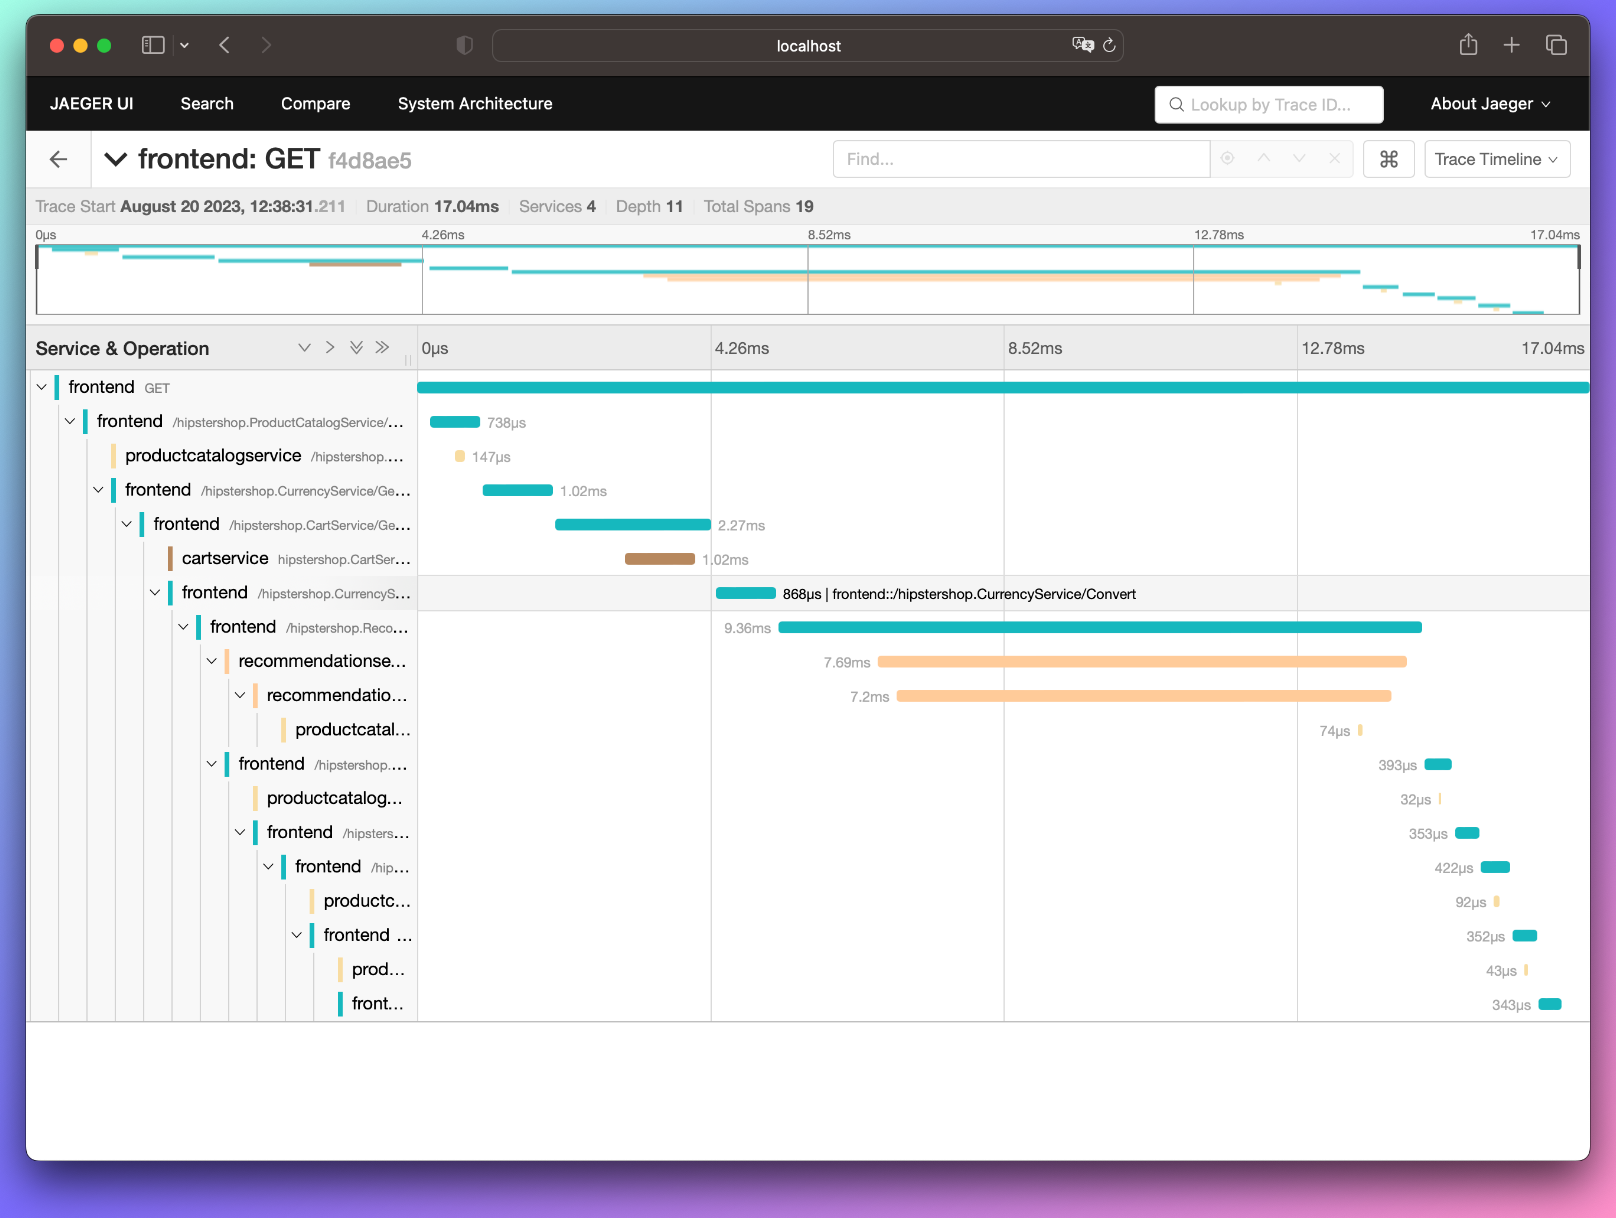 localhost
JAEGER UI Search Compare System Architecture Lookup by Trace ID... About Jaeger
frontend: GET f4d8ae5 Find... ⌘ Trace Timeline
Trace Start August 20 2023, 12:38:31.211 Duration 17.04ms Services 4 Depth 11 Total Spans 19
0μs 4.26ms 8.52ms 12.78ms 17.04ms
Service & Operation 0μs 4.26ms 8.52ms 12.78ms 17.04ms
frontend GET
frontend /hipstershop.ProductCatalogService/... 738μs
productcatalogservice /hipstershop.... 147μs
frontend /hipstershop.CurrencyService/Ge... 1.02ms
frontend /hipstershop.CartService/Ge... 2.27ms
cartservice hipstershop.CartSer... 1.02ms
frontend /hipstershop.CurrencyS... 868μs | frontend::/hipstershop.CurrencyService/Convert
frontend /hipstershop.Reco... 9.36ms
recommendationse... 7.69ms
recommendatio... 7.2ms
productcatal... 74μs
frontend /hipstershop.... 393μs
productcatalog... 32μs
frontend /hipsters... 353μs
frontend /hip... 422μs
productc... 92μs
frontend ... 352μs
prod... 43μs
front... 343μs